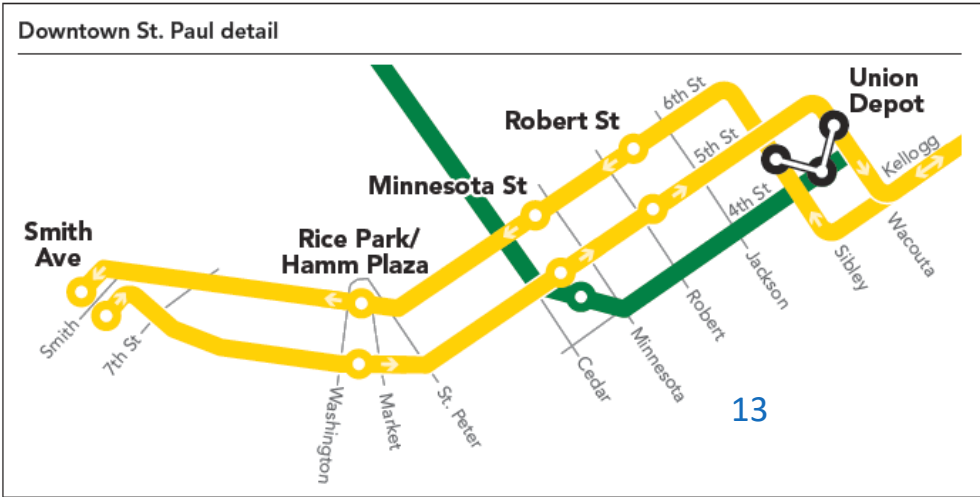 Downtown St. Paul detail
Union
Depot
6th St
Robert St
5th St
Kellogg
Minnesota St
4th St
Smith
Ave
Rice Park/
Hamm Plaza
Wacouta
Sibley
Jackson
Robert
Smith
7th St
Minnesota
Cedar
St. Peter
Market
Washington
13